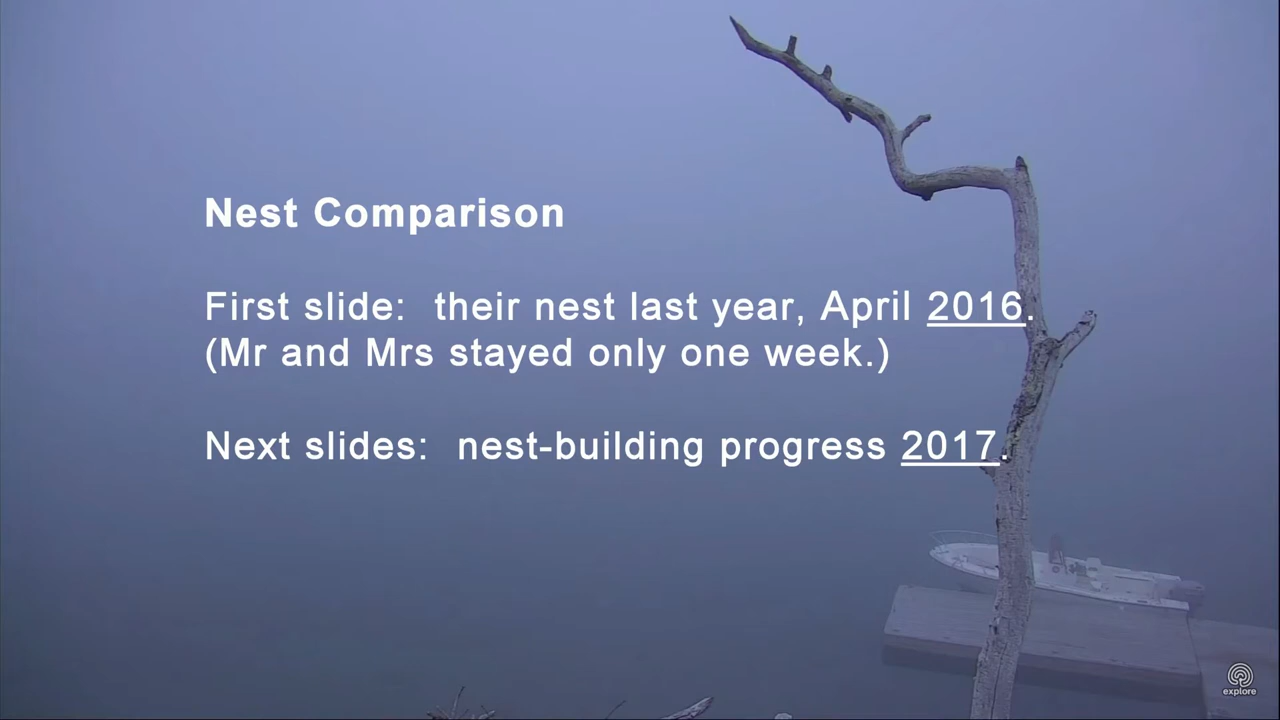 Nest Comparison
First slide:  their nest last year, April 2016.
(Mr and Mrs stayed only one week.)
Next slides:  nest-building progress 2017.
explore